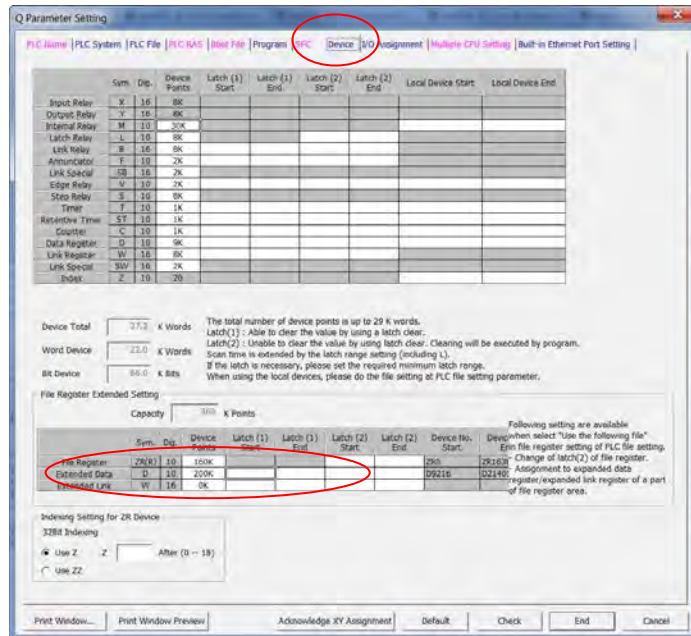 Q Parameter Setting
PLC Name PLC System PLC File PLC RAS Boot File Program SFC Device I/O Assignment Multiple CPU Setting Built-in Ethernet Port Setting
Sym. Dig. Device Points Latch (1) Start Latch (1) End Latch (2) Start Latch (2) End Local Device Start Local Device End
Input Relay X 16 8K
Output Relay Y 16 8K
Internal Relay M 10 30K
Latch Relay L 10 8K
Link Relay B 16 8K
Annunciator F 10 2K
Link Special SB 16 2K
Edge Relay V 10 2K
Step Relay S 10 8K
Timer T 10 1K
Retentive Timer ST 10 1K
Counter C 10 1K
Data Register D 10 9K
Link Register W 16 8K
Link Special SW 16 2K
Index Z 10 20
Device Total 27.2 K Words
Word Device 22.0 K Words
Bit Device 66.0 K Bits
The total number of device points is up to 29 K words.
Latch(1) : Able to clear the value by using a latch clear.
Latch(2) : Unable to clear the value by using latch clear. Clearing will be executed by program.
Scan time is extended by the latch range setting (including L).
If the latch is necessary, please set the required minimum latch range.
When using the local devices, please do the file setting at PLC file setting parameter.
File Register Extended Setting
Capacity 360 K Points
Sym. Dig. Device Points Latch (1) Start Latch (1) End Latch (2) Start Latch (2) End Device No. Start
File Register ZR(R) 10 160K
Extended Data D 10 200K D9216
Extended Link W 16 0K
Following setting are available
when select "Use the following file"
in file register setting of PLC file setting.
- Change of latch(2) of file register.
- Assignment to expanded data
register/expanded link register of a part
of file register area.
Indexing Setting for ZR Device
32Bit Indexing
Use Z Z After (0 -- 18)
Use ZZ
Print Window... Print Window Preview Acknowledge XY Assignment Default Check End Cancel